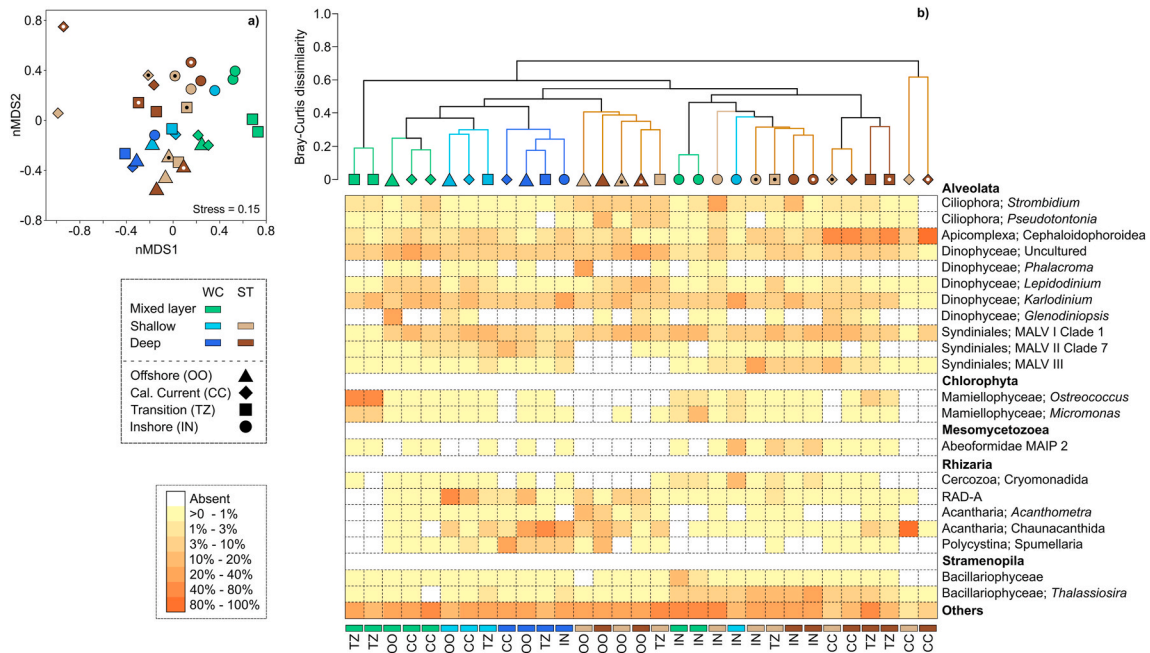 a)
0.8
0.4
0
-0.4
-0.8
nMDS2
-0.8
-0.4
0
0.4
0.8
nMDS1
Stress = 0.15
WC ST
Mixed layer
Shallow
Deep
Offshore (OO)
Cal. Current (CC)
Transition (TZ)
Inshore (IN)
Absent
>0 - 1%
1% - 3%
3% - 10%
10% - 20%
20% - 40%
40% - 80%
80% - 100%
b)
Bray-Curtis dissimilarity
1.0
0.8
0.6
0.4
0.2
0
Alveolata
Ciliophora; Strombidium
Ciliophora; Pseudotontonia
Apicomplexa; Cephaloidophoroidea
Dinophyceae; Uncultured
Dinophyceae; Phalacroma
Dinophyceae; Lepidodinium
Dinophyceae; Karlodinium
Dinophyceae; Glenodiniopsis
Syndiniales; MALV I Clade 1
Syndiniales; MALV II Clade 7
Syndiniales; MALV III
Chlorophyta
Mamiellophyceae; Ostreococcus
Mamiellophyceae; Micromonas
Mesomycetozoea
Abeoformidae MAIP 2
Rhizaria
Cercozoa; Cryomonadida
RAD-A
Acantharia; Acanthometra
Acantharia; Chaunacanthida
Polycystina; Spumellaria
Stramenopila
Bacillariophyceae
Bacillariophyceae; Thalassiosira
Others
TZ TZ OO CC CC OO CC TZ CC OO TZ IN OO OO OO OO TZ IN IN IN IN IN TZ IN IN CC CC TZ TZ CC CC